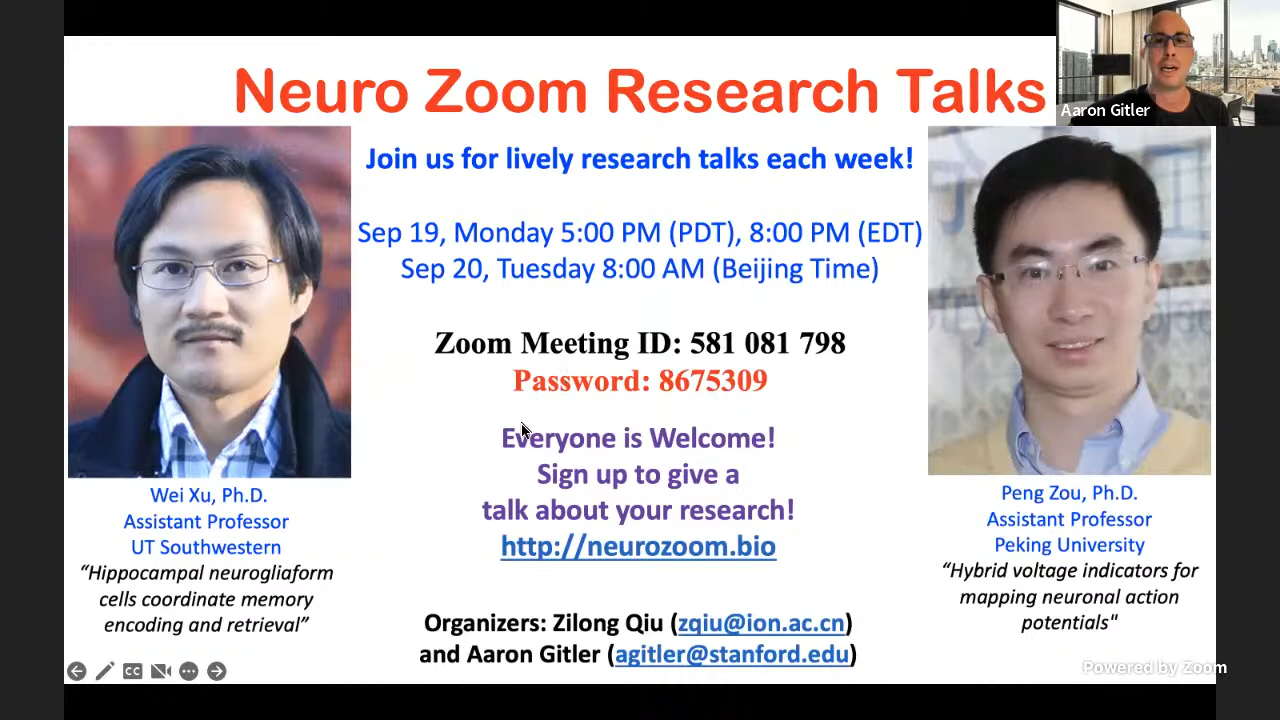 Neuro Zoom Research Talks
Aaron Gitler
Join us for lively research talks each week!
Sep 19, Monday 5:00 PM (PDT), 8:00 PM (EDT)
Sep 20, Tuesday 8:00 AM (Beijing Time)
Zoom Meeting ID: 581 081 798
Password: 8675309
Everyone is Welcome!
Sign up to give a
talk about your research!
http://neurozoom.bio
Wei Xu, Ph.D.
Assistant Professor
UT Southwestern
“Hippocampal neurogliaform
cells coordinate memory
encoding and retrieval”
Peng Zou, Ph.D.
Assistant Professor
Peking University
“Hybrid voltage indicators for
mapping neuronal action
potentials"
Organizers: Zilong Qiu (zqiu@ion.ac.cn)
and Aaron Gitler (agitler@stanford.edu)
CC
Powered by Zoom